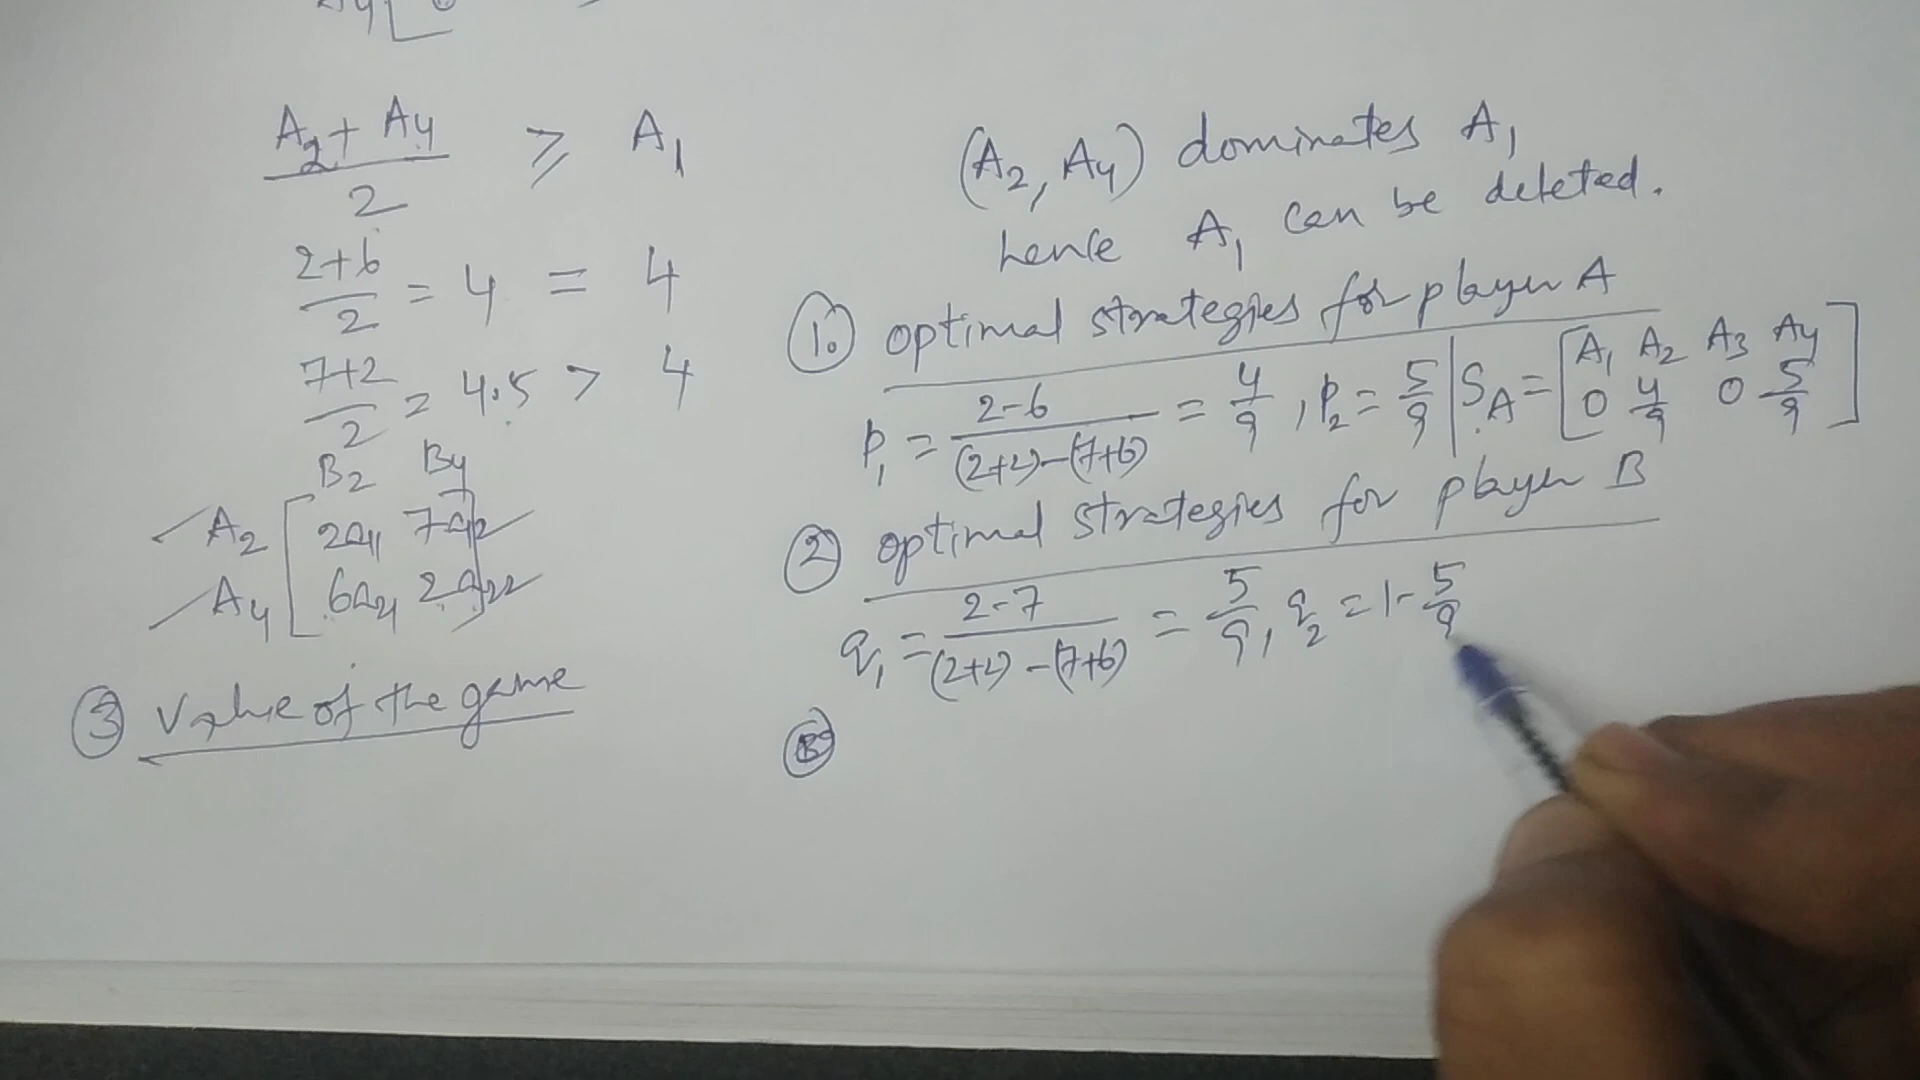 A2 + A4 / 2 ≥ A1
2+6 / 2 = 4 = 4
7+2 / 2 = 4.5 > 4
B2 B4
A2 [ 2a11 7a12 ]
A4 [ 6a21 2a22 ]
③ Value of the game
(A2, A4) dominates A1
hence A1 can be deleted.
① optimal strategies for player A
p1 = 2-6 / (2+2)-(7+6) = 4/9, p2 = 5/9 | SA = [ A1 A2 A3 A4
0 4/9 0 5/9 ]
② optimal strategies for player B
q1 = 2-7 / (2+2)-(7+6) = 5/9, q2 = 1-5/9